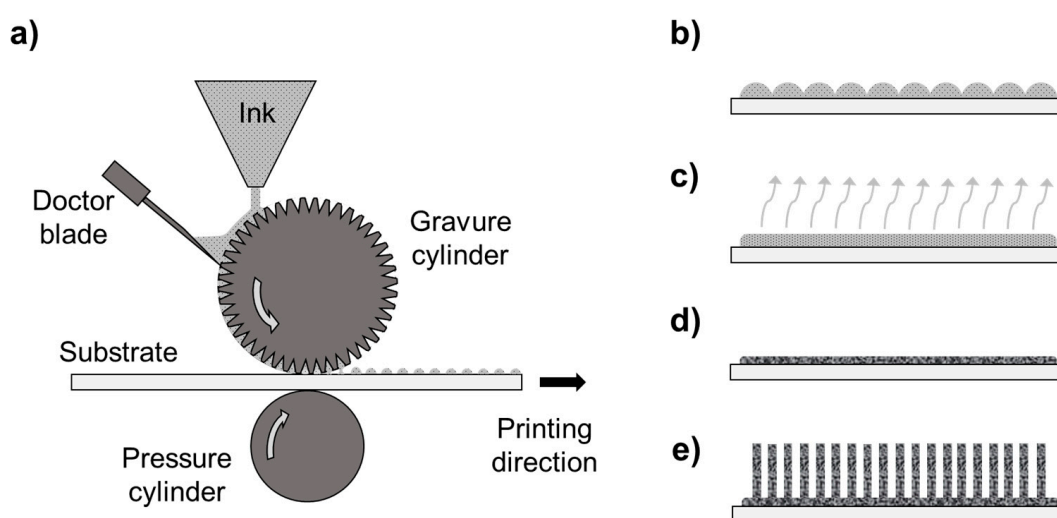 a)
Ink
Doctor
blade
Gravure
cylinder
Substrate
Pressure
cylinder
Printing
direction
b)
c)
d)
e)